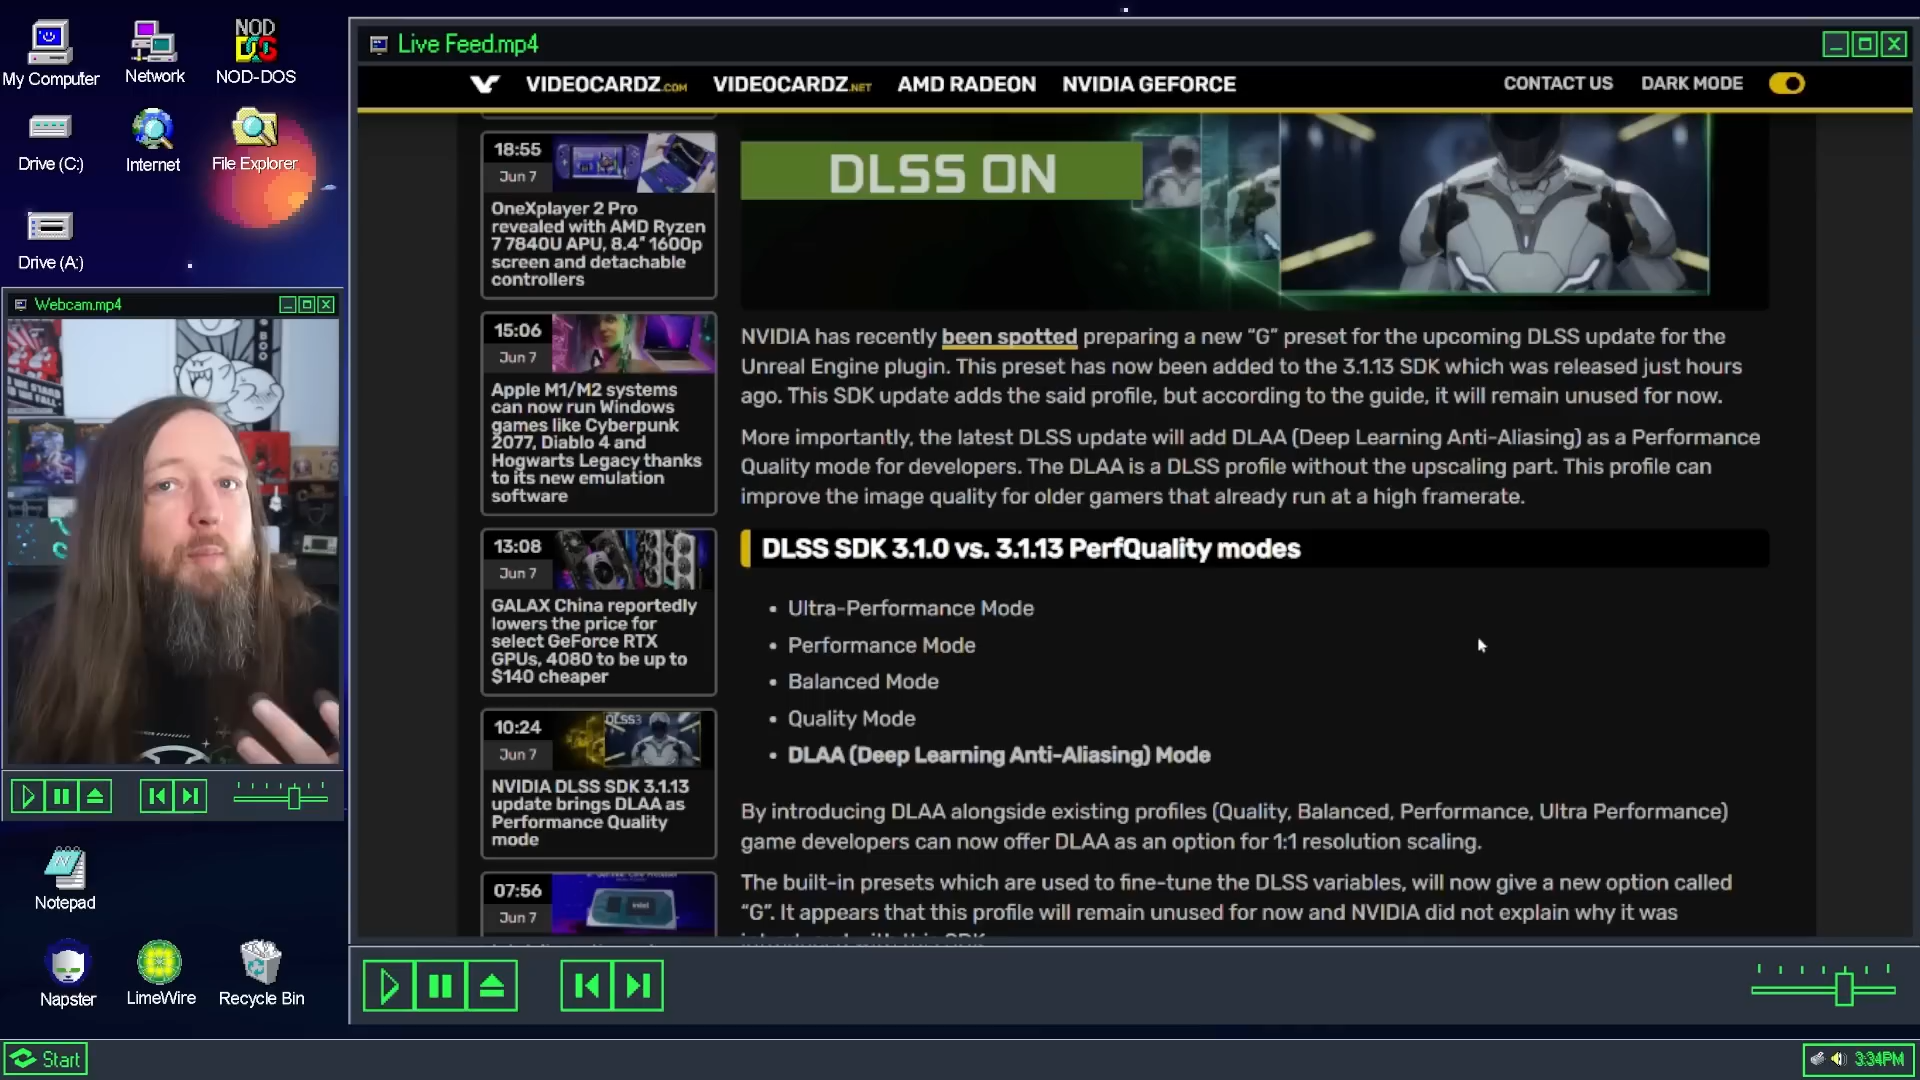 My Computer
Network
NOD
DOG
NOD-DOS
Drive (C:)
Internet
File Explorer
Drive (A:)
Webcam.mp4
BOO
Notepad
Napster
LimeWire
Recycle Bin
Start
Live Feed.mp4
VIDEOCARDZ.COM
VIDEOCARDZ.NET
AMD RADEON
NVIDIA GEFORCE
CONTACT US
DARK MODE
18:55
Jun 7
OneXplayer 2 Pro
revealed with AMD Ryzen
7 7840U APU, 8.4" 1600p
screen and detachable
controllers
15:06
Jun 7
Apple M1/M2 systems
can now run Windows
games like Cyberpunk
2077, Diablo 4 and
Hogwarts Legacy thanks
to its new emulation
software
13:08
Jun 7
GALAX China reportedly
lowers the price for
select GeForce RTX
GPUs, 4080 to be up to
$140 cheaper
10:24
Jun 7
DLSS3
NVIDIA DLSS SDK 3.1.13
update brings DLAA as
Performance Quality
mode
07:56
Jun 7
intel
DLSS ON
NVIDIA has recently been spotted preparing a new “G” preset for the upcoming DLSS update for the
Unreal Engine plugin. This preset has now been added to the 3.1.13 SDK which was released just hours
ago. This SDK update adds the said profile, but according to the guide, it will remain unused for now.
More importantly, the latest DLSS update will add DLAA (Deep Learning Anti-Aliasing) as a Performance
Quality mode for developers. The DLAA is a DLSS profile without the upscaling part. This profile can
improve the image quality for older gamers that already run at a high framerate.
DLSS SDK 3.1.0 vs. 3.1.13 PerfQuality modes
• Ultra-Performance Mode
• Performance Mode
• Balanced Mode
• Quality Mode
• DLAA (Deep Learning Anti-Aliasing) Mode
By introducing DLAA alongside existing profiles (Quality, Balanced, Performance, Ultra Performance)
game developers can now offer DLAA as an option for 1:1 resolution scaling.
The built-in presets which are used to fine-tune the DLSS variables, will now give a new option called
“G”. It appears that this profile will remain unused for now and NVIDIA did not explain why it was
3:34PM